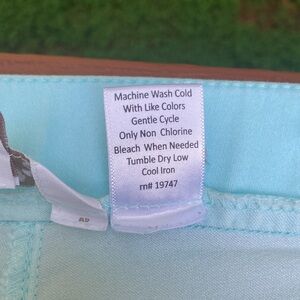 Machine Wash Cold
With Like Colors
Gentle Cycle
Only Non Chlorine
Bleach When Needed
Tumble Dry Low
Cool Iron
rn# 19747